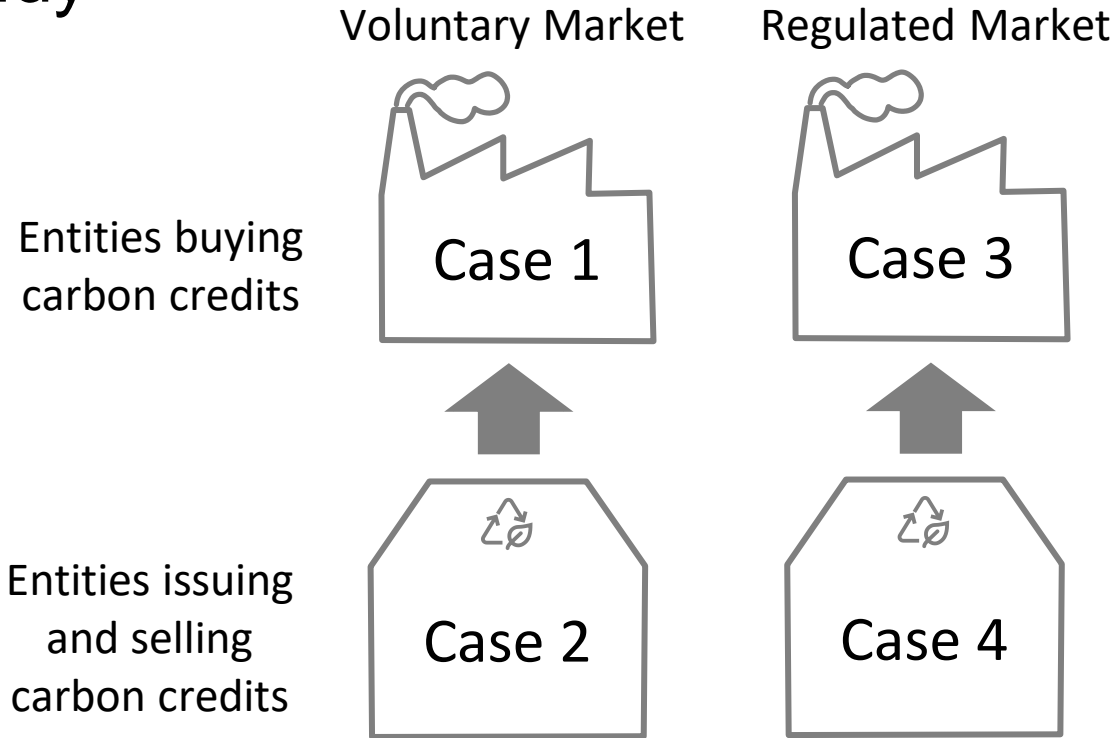 Voluntary Market
Regulated Market
Entities buying
carbon credits
Case 1
Case 3
Entities issuing
and selling
carbon credits
Case 2
Case 4